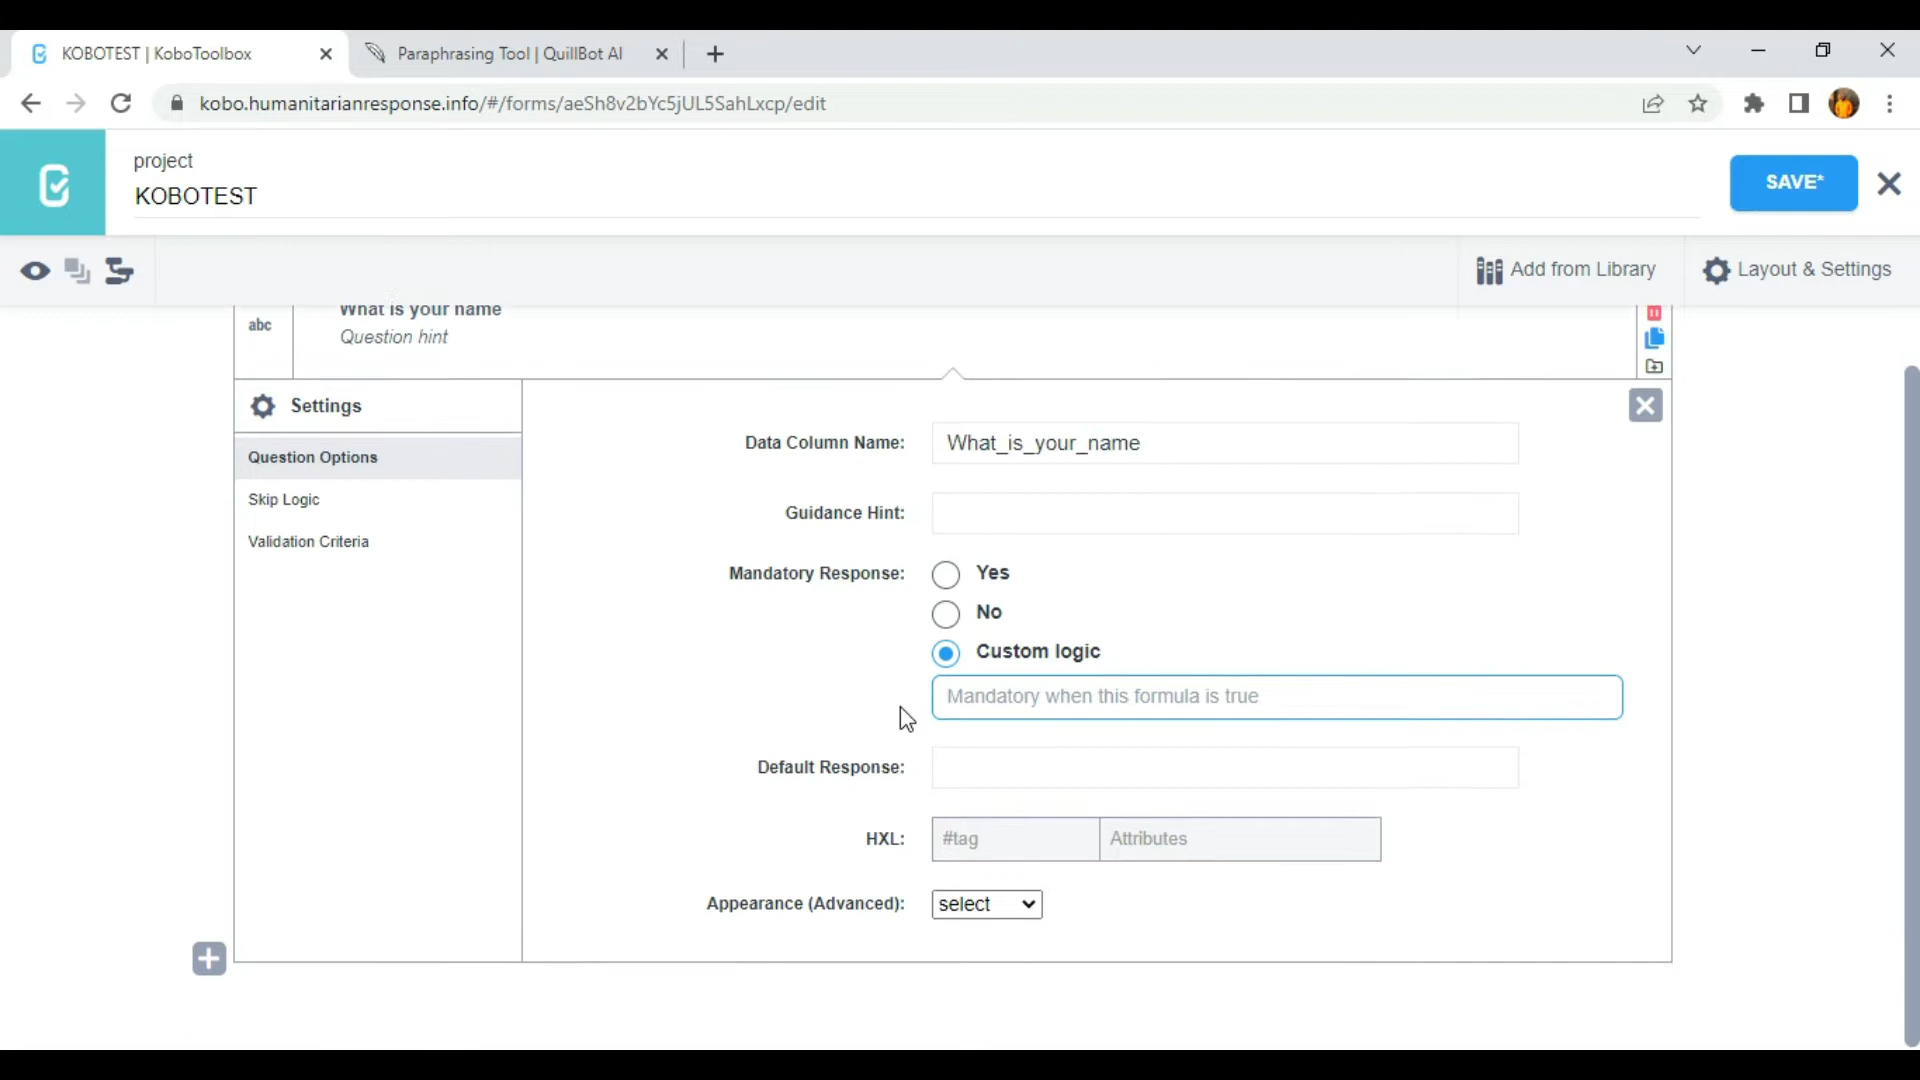 KOBOTEST | KoboToolbox
Paraphrasing Tool | QuillBot AI
kobo.humanitarianresponse.info/#/forms/aeSh8v2bYc5jUL5SahLxcp/edit
project
KOBOTEST
SAVE*
Add from Library
Layout & Settings
abc
What is your name
Question hint
Settings
Question Options
Skip Logic
Validation Criteria
Data Column Name:
What_is_your_name
Guidance Hint:
Mandatory Response:
Yes
No
Custom logic
Mandatory when this formula is true
Default Response:
HXL:
#tag
Attributes
Appearance (Advanced):
select